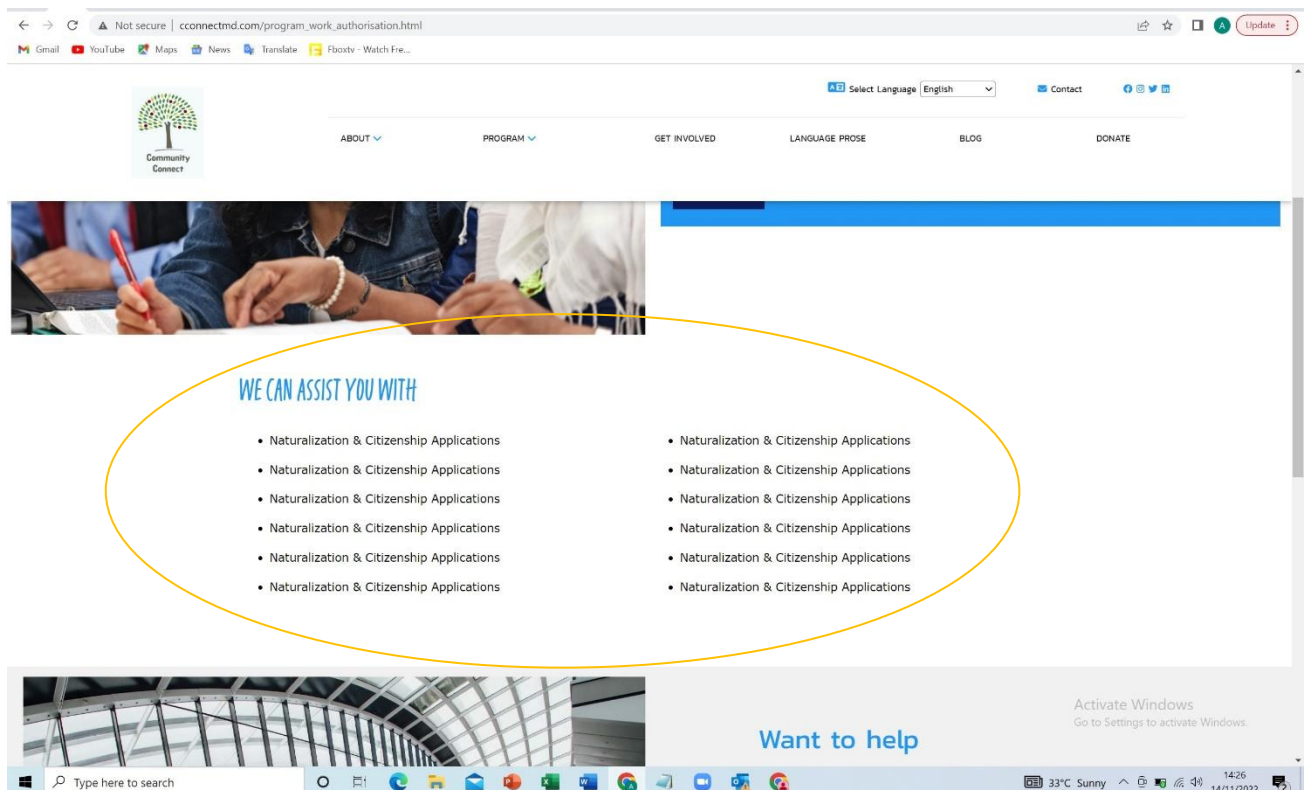 Not secure | cconnectmd.com/program_work_authorisation.html
Update
Gmail YouTube Maps News Translate Fboxtv - Watch Fre...
Select Language English Contact
Community
Connect
ABOUT PROGRAM GET INVOLVED LANGUAGE PROSE BLOG DONATE
WE CAN ASSIST YOU WITH
• Naturalization & Citizenship Applications • Naturalization & Citizenship Applications
• Naturalization & Citizenship Applications • Naturalization & Citizenship Applications
• Naturalization & Citizenship Applications • Naturalization & Citizenship Applications
• Naturalization & Citizenship Applications • Naturalization & Citizenship Applications
• Naturalization & Citizenship Applications • Naturalization & Citizenship Applications
• Naturalization & Citizenship Applications • Naturalization & Citizenship Applications
Activate Windows
Go to Settings to activate Windows.
Want to help
Type here to search 33°C Sunny 14:26